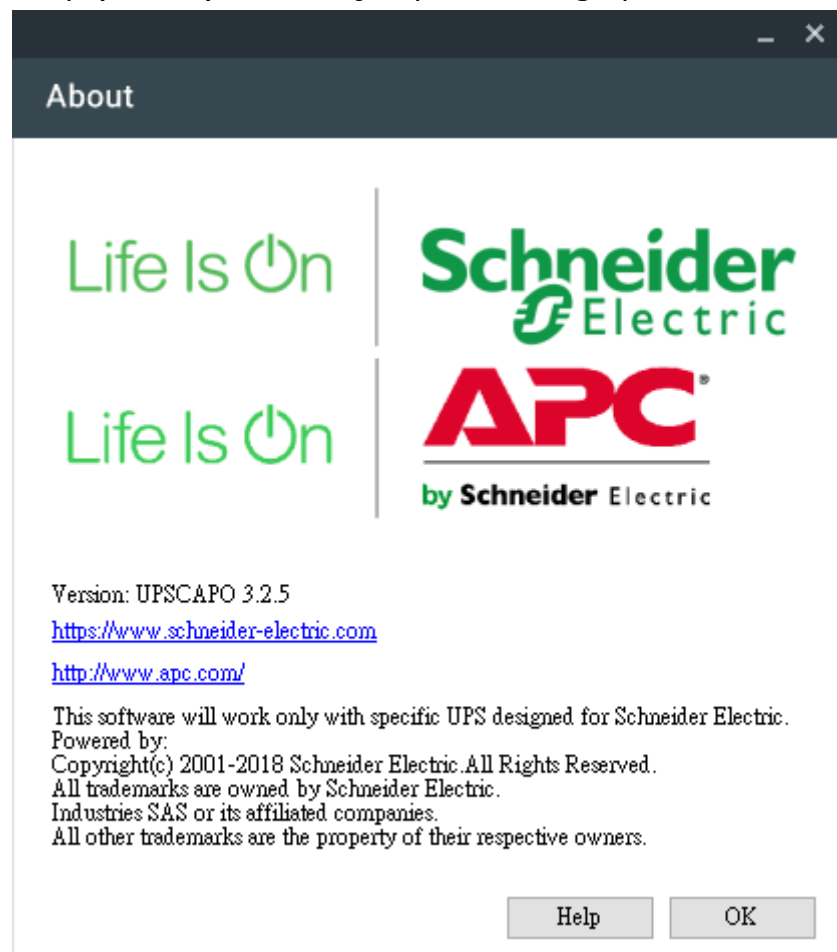 About
Life Is On
Schneider
Electric
Life Is On
APC®
by Schneider Electric
Version: UPSCAPO 3.2.5
https://www.schneider-electric.com
http://www.apc.com/
This software will work only with specific UPS designed for Schneider Electric.
Powered by:
Copyright(c) 2001-2018 Schneider Electric.All Rights Reserved.
All trademarks are owned by Schneider Electric.
Industries SAS or its affiliated companies.
All other trademarks are the property of their respective owners.
Help
OK